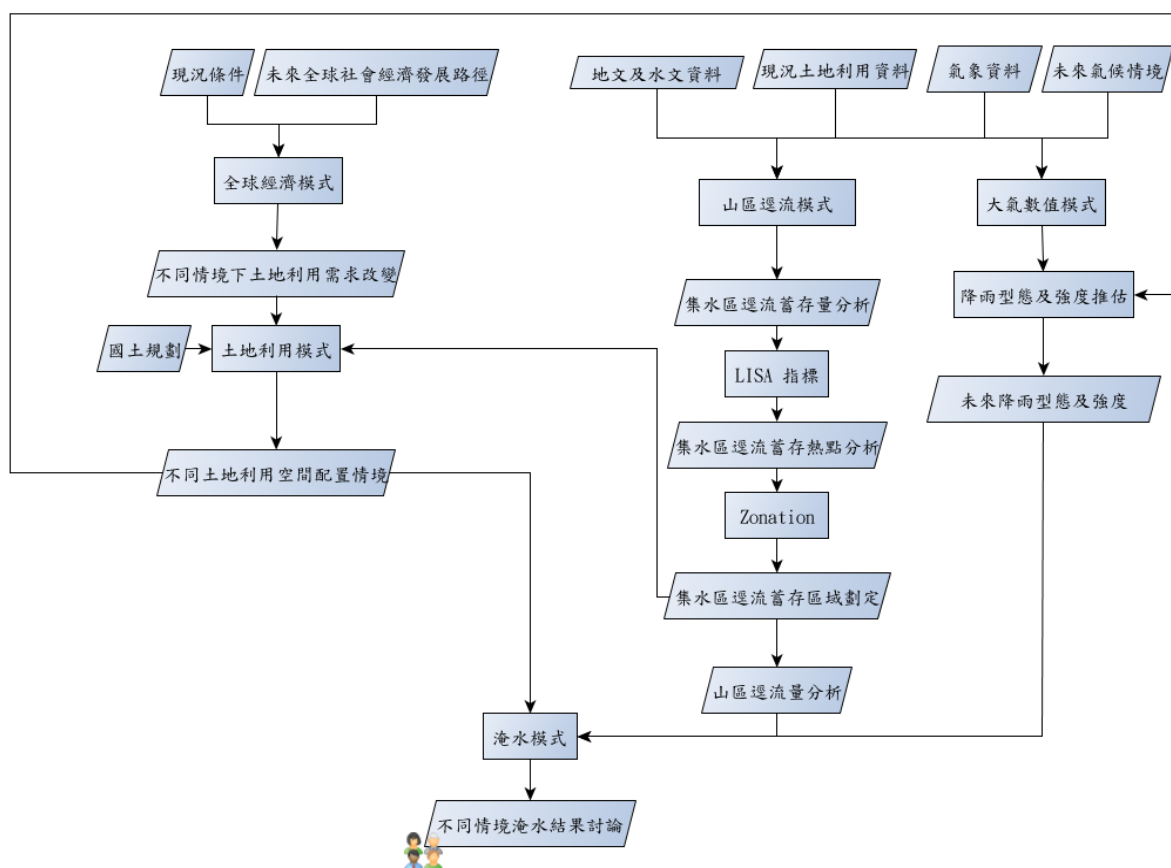 現況條件
未來全球社會經濟發展路徑
地文及水文資料
現況土地利用資料
氣象資料
未來氣候情境
全球經濟模式
山區逕流模式
大氣數值模式
不同情境下土地利用需求改變
集水區逕流蓄存量分析
降雨型態及強度推估
國土規劃
土地利用模式
LISA 指標
未來降雨型態及強度
集水區逕流蓄存熱點分析
不同土地利用空間配置情境
Zonation
集水區逕流蓄存區域劃定
山區逕流量分析
淹水模式
不同情境淹水結果討論